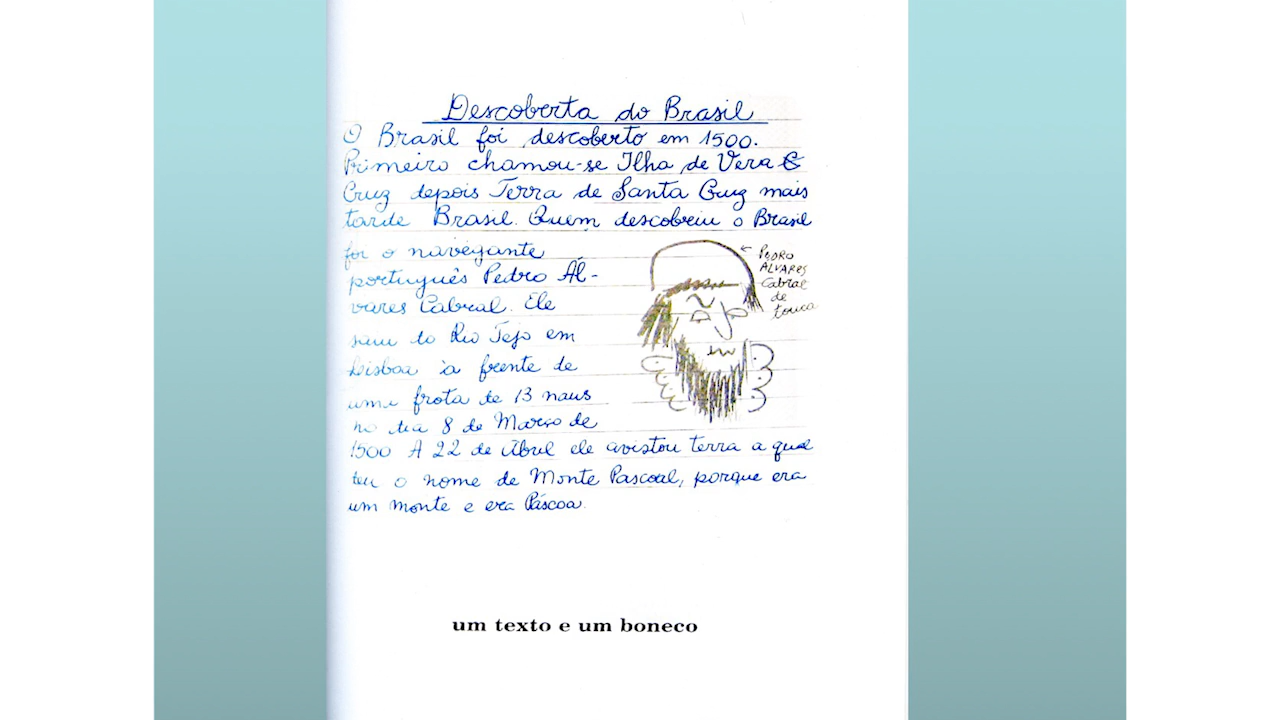 Descoberta do Brasil
O Brasil foi descoberto em 1500.
Primeiro chamou-se Ilha de Vera C
Cruz depois Terra de Santa Cruz mais
tarde Brasil. Quem descobriu o Brasil
foi o navegante
português Pedro Ál-
vares Cabral. Ele
saiu do Rio Tejo em
Lisboa à frente de
uma frota de 13 naus
no dia 8 de Março de
1500 A 22 de Abril ele avistou terra a qual
deu o nome de Monte Pascoal, porque era
um monte e era Páscoa.
← PEDRO
ALVARES
Cabral
de
touca
um texto e um boneco